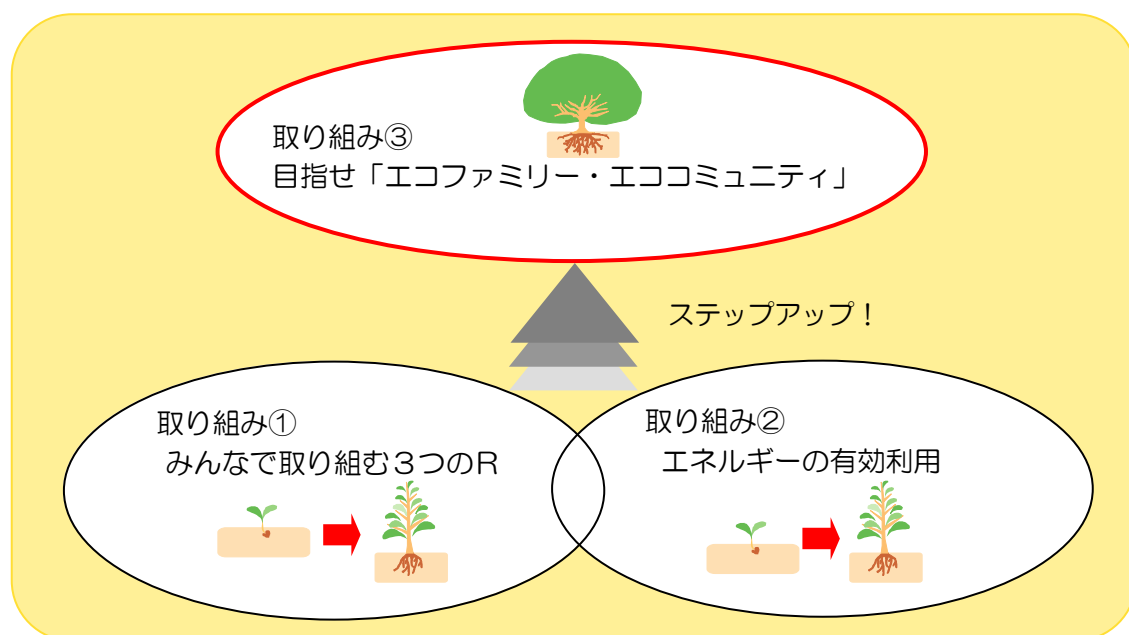 取り組み③
目指せ「エコファミリー・エココミュニティ」
ステップアップ！
取り組み①
みんなで取り組む３つのR
取り組み②
エネルギーの有効利用